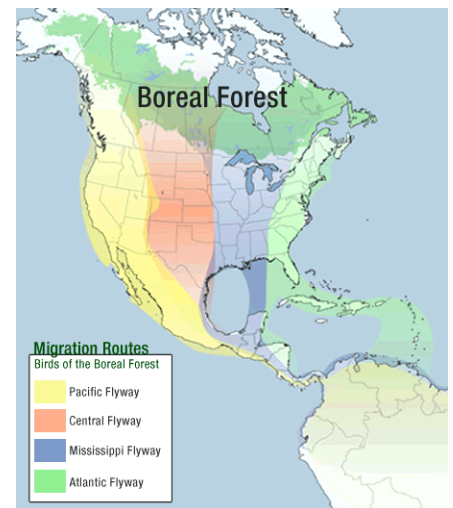 Boreal Forest
Migration Routes
Birds of the Boreal Forest
Pacific Flyway
Central Flyway
Mississippi Flyway
Atlantic Flyway